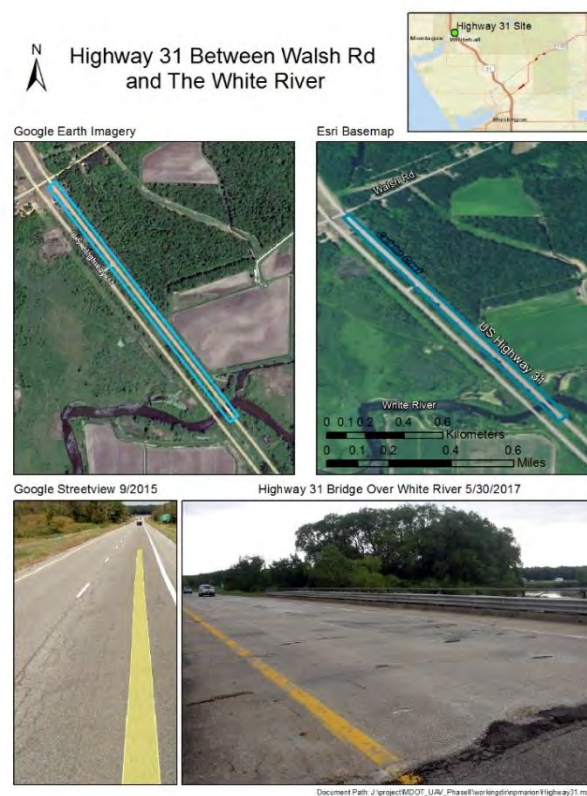 N
Highway 31 Between Walsh Rd
and The White River
Highway 31 Site
Montague
Whitehall
31
Muskegon
Google Earth Imagery
Esri Basemap
Walsh Rd
US Highway 31
White River
0 0.1 0.2 0.4 0.6
Kilometers
0 0.1 0.2 0.4 0.6
Miles
Google Streetview 9/2015
Highway 31 Bridge Over White River 5/30/2017